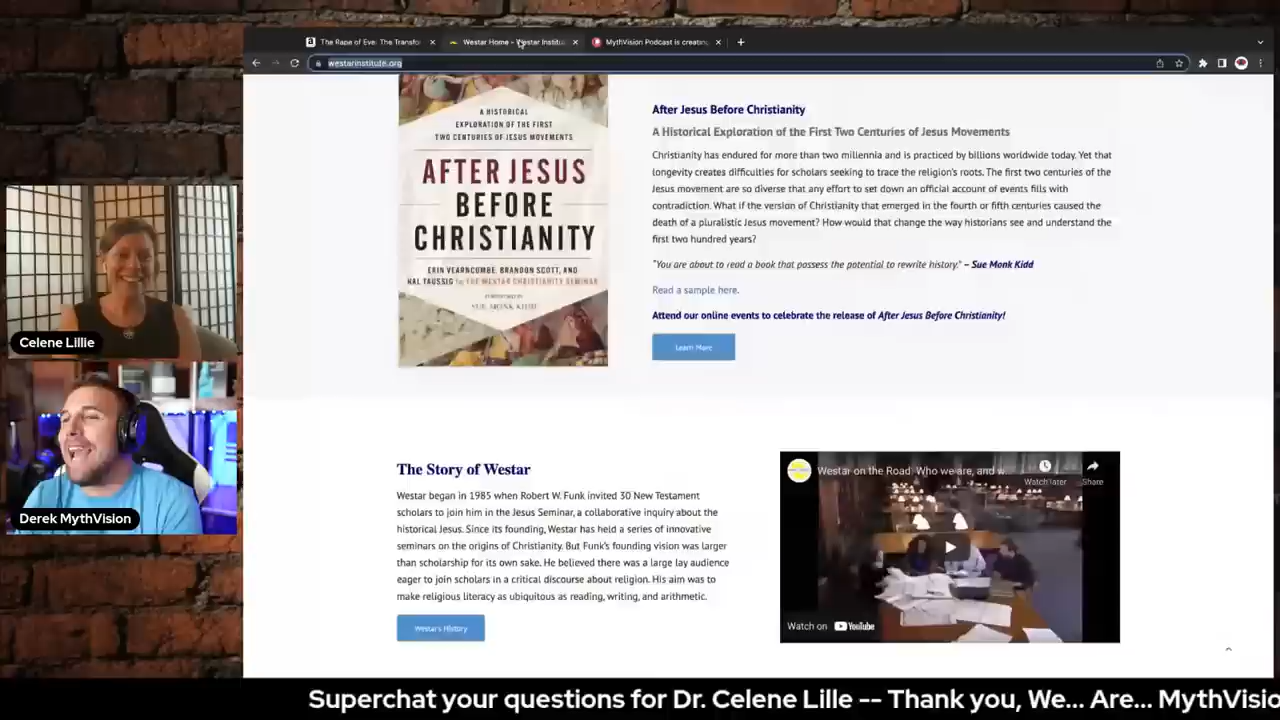 The Rape of Eve: The Transfor
Westar Home - Westar Institu
MythVision Podcast is creatin
westarinstitute.org
A HISTORICAL
EXPLORATION OF THE FIRST
TWO CENTURIES OF JESUS MOVEMENTS
AFTER JESUS
BEFORE
CHRISTIANITY
ERIN VEARNCOMBE, BRANDON SCOTT, AND
HAL TAUSSIG for THE WESTAR CHRISTIANITY SEMINAR
FOREWORD BY
SUE MONK KIDD
After Jesus Before Christianity
A Historical Exploration of the First Two Centuries of Jesus Movements
Christianity has endured for more than two millennia and is practiced by billions worldwide today. Yet that
longevity creates difficulties for scholars seeking to trace the religion's roots. The first two centuries of the
Jesus movement are so diverse that any effort to set down an official account of events fills with
contradiction. What if the version of Christianity that emerged in the fourth or fifth centuries caused the
death of a pluralistic Jesus movement? How would that change the way historians see and understand the
first two hundred years?
"You are about to read a book that possess the potential to rewrite history." – Sue Monk Kidd
Read a sample here.
Attend our online events to celebrate the release of After Jesus Before Christianity!
Learn More
Celene Lillie
Derek MythVision
The Story of Westar
Westar began in 1985 when Robert W. Funk invited 30 New Testament
scholars to join him in the Jesus Seminar, a collaborative inquiry about the
historical Jesus. Since its founding, Westar has held a series of innovative
seminars on the origins of Christianity. But Funk's founding vision was larger
than scholarship for its own sake. He believed there was a large lay audience
eager to join scholars in a critical discourse about religion. His aim was to
make religious literacy as ubiquitous as reading, writing, and arithmetic.
Westar's History
Westar on the Road: Who we are, and w...
Watch later
Share
Watch on YouTube
Superchat your questions for Dr. Celene Lille -- Thank you, We... Are... MythVisio